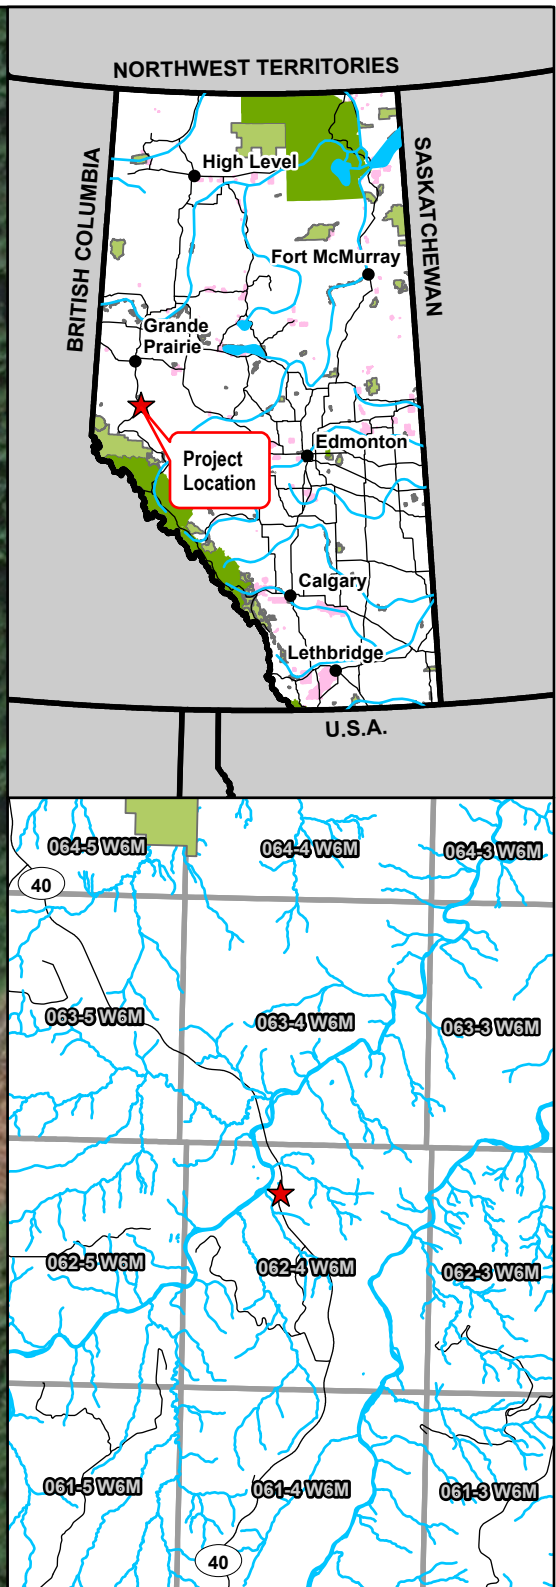 NORTHWEST TERRITORIES
BRITISH COLUMBIA
SASKATCHEWAN
High Level
Fort McMurray
Grande
Prairie
Project
Location
Edmonton
Calgary
Lethbridge
U.S.A.
064-5 W6M
064-4 W6M
064-3 W6M
40
063-5 W6M
063-4 W6M
063-3 W6M
062-5 W6M
062-4 W6M
062-3 W6M
061-5 W6M
061-4 W6M
061-3 W6M
40